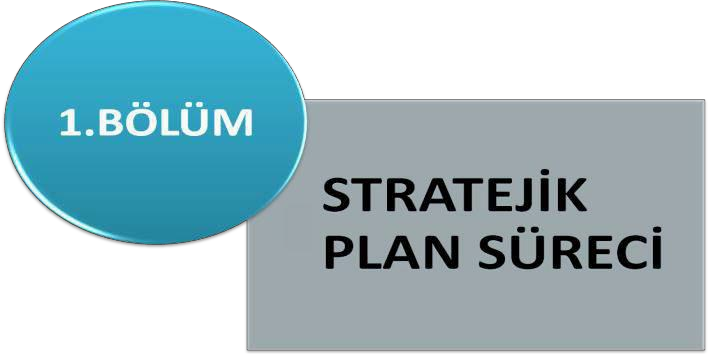 1.BÖLÜM
STRATEJİK
PLAN SÜRECİ